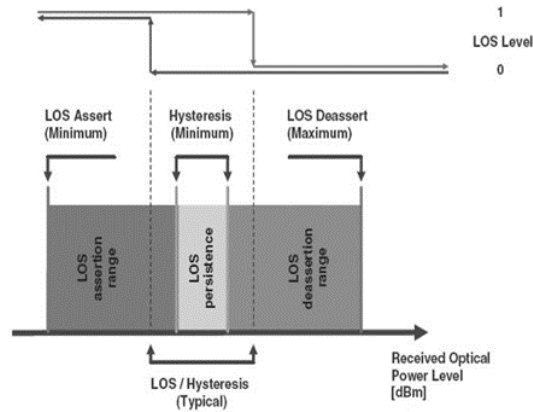 1
LOS Level
0
LOS Assert
(Minimum)
Hysteresis
(Minimum)
LOS Deassert
(Maximum)
LOS
assertion
range
LOS
persistence
LOS
deassertion
range
Received Optical
Power Level
[dBm]
LOS / Hysteresis
(Typical)